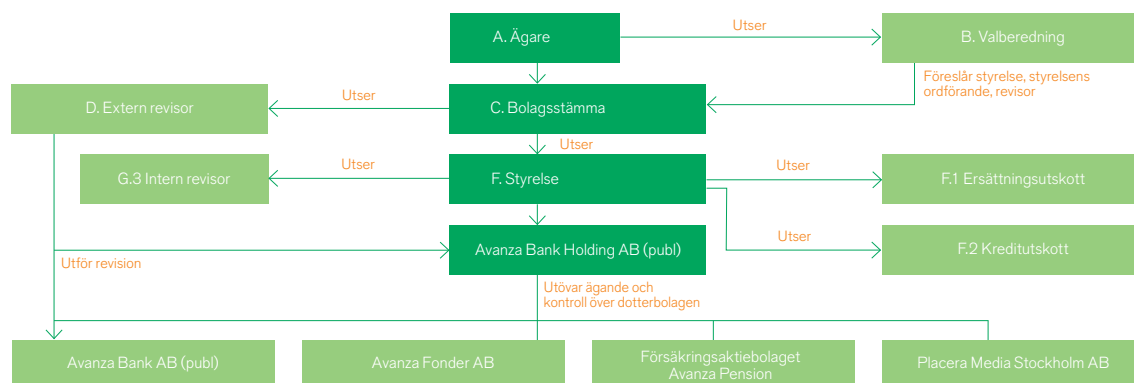 A. Ägare
Utser
B. Valberedning
Föreslår styrelse, styrelsens
ordförande, revisor
D. Extern revisor
Utser
C. Bolagsstämma
Utser
G.3 Intern revisor
Utser
F. Styrelse
Utser
F.1 Ersättningsutskott
Avanza Bank Holding AB (publ)
Utser
F.2 Kreditutskott
Utför revision
Utövar ägande och
kontroll över dotterbolagen
Avanza Bank AB (publ)
Avanza Fonder AB
Försäkringsaktiebolaget
Avanza Pension
Placera Media Stockholm AB